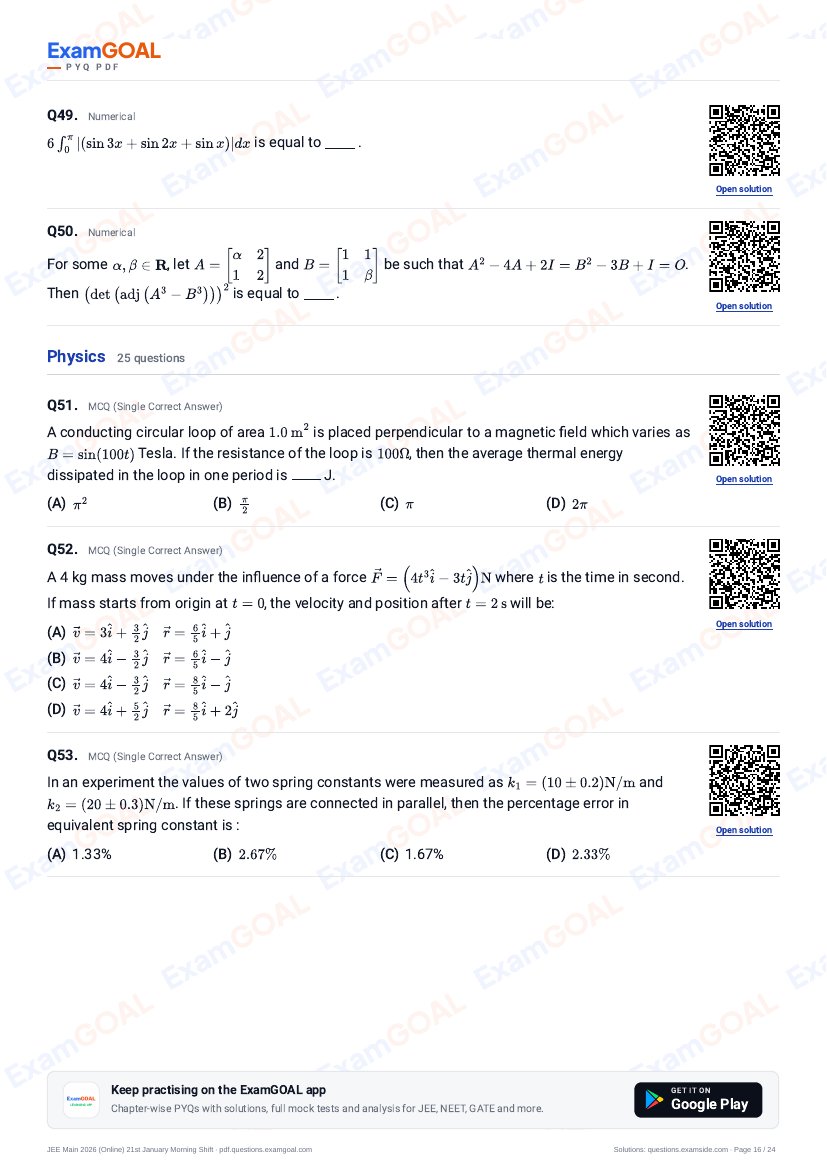 ExamGOAL
PYQ PDF
Q49. Numerical
6 ∫₀^π |(sin 3x + sin 2x + sin x)|dx is equal to ____ .
Open solution
Q50. Numerical
For some α, β ∈ R, let A = [α 2; 1 2] and B = [1 1; 1 β] be such that A² − 4A + 2I = B² − 3B + I = O.
Then (det (adj (A³ − B³)))² is equal to ____ .
Open solution
Physics 25 questions
Q51. MCQ (Single Correct Answer)
A conducting circular loop of area 1.0 m² is placed perpendicular to a magnetic field which varies as
B = sin(100t) Tesla. If the resistance of the loop is 100Ω, then the average thermal energy
dissipated in the loop in one period is ____ J.
Open solution
(A) π² (B) π/2 (C) π (D) 2π
Q52. MCQ (Single Correct Answer)
A 4 kg mass moves under the influence of a force F⃗ = (4t³î − 3tĵ)N where t is the time in second.
If mass starts from origin at t = 0, the velocity and position after t = 2 s will be:
Open solution
(A) v⃗ = 3î + 3/2 ĵ r⃗ = 6/5 î + ĵ
(B) v⃗ = 4î − 3/2 ĵ r⃗ = 6/5 î − ĵ
(C) v⃗ = 4î − 3/2 ĵ r⃗ = 8/5 î − ĵ
(D) v⃗ = 4î + 5/2 ĵ r⃗ = 8/5 î + 2ĵ
Q53. MCQ (Single Correct Answer)
In an experiment the values of two spring constants were measured as k₁ = (10 ± 0.2)N/m and
k₂ = (20 ± 0.3)N/m. If these springs are connected in parallel, then the percentage error in
equivalent spring constant is :
Open solution
(A) 1.33% (B) 2.67% (C) 1.67% (D) 2.33%
Keep practising on the ExamGOAL app
Chapter-wise PYQs with solutions, full mock tests and analysis for JEE, NEET, GATE and more.
ExamGOAL
GET IT ON
Google Play
JEE Main 2026 (Online) 21st January Morning Shift · pdf.questions.examgoal.com
Solutions: questions.examside.com · Page 16 / 24